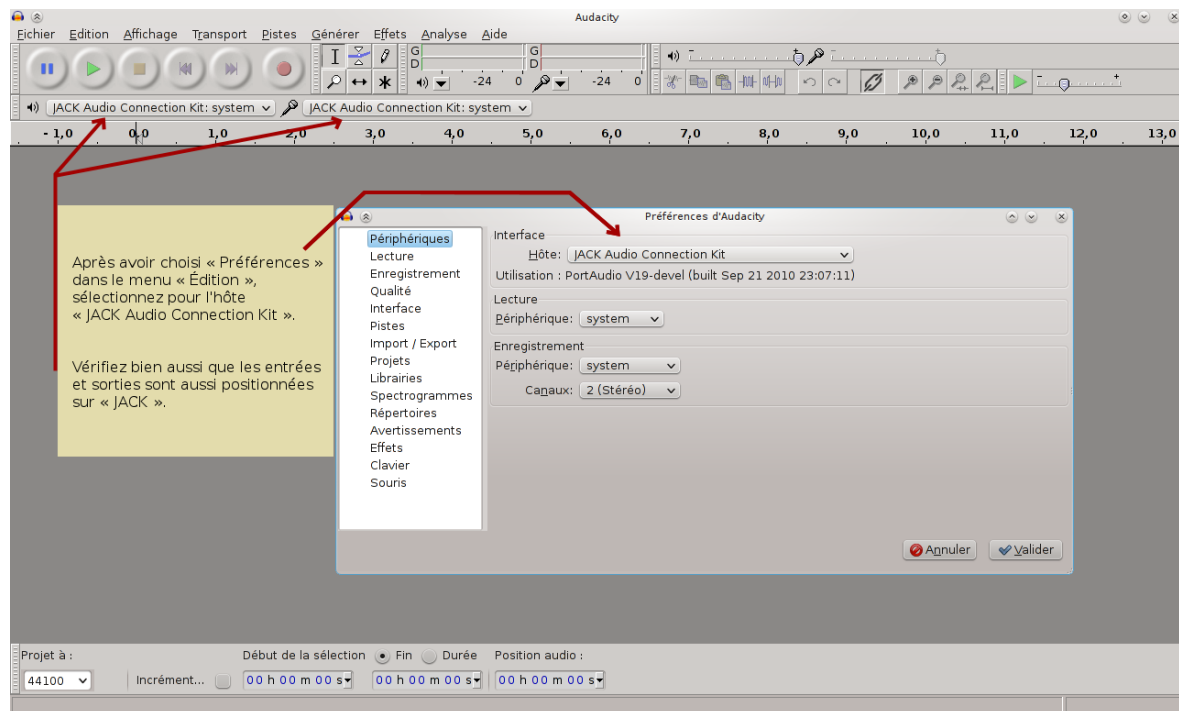 Audacity
Eichier Edition Affichage Transport Pistes Générer Effets Analyse Aide
G
D
-24 0
G
D
-24 0
JACK Audio Connection Kit: system
JACK Audio Connection Kit: system
- 1,0 0,0 1,0 2,0 3,0 4,0 5,0 6,0 7,0 8,0 9,0 10,0 11,0 12,0 13,0
Après avoir choisi « Préférences »
dans le menu « Édition »,
sélectionnez pour l'hôte
« JACK Audio Connection Kit ».
Vérifiez bien aussi que les entrées
et sorties sont aussi positionnées
sur « JACK ».
Préférences d'Audacity
Périphériques
Lecture
Enregistrement
Qualité
Interface
Pistes
Import / Export
Projets
Librairies
Spectrogrammes
Répertoires
Avertissements
Effets
Clavier
Souris
Interface
Hôte: JACK Audio Connection Kit
Utilisation : PortAudio V19-devel (built Sep 21 2010 23:07:11)
Lecture
Périphérique: system
Enregistrement
Périphérique: system
Canaux: 2 (Stéréo)
Annuler
Valider
Projet à :
Début de la sélection Fin Durée Position audio :
44100 Incrément... 00 h 00 m 00 s 00 h 00 m 00 s 00 h 00 m 00 s